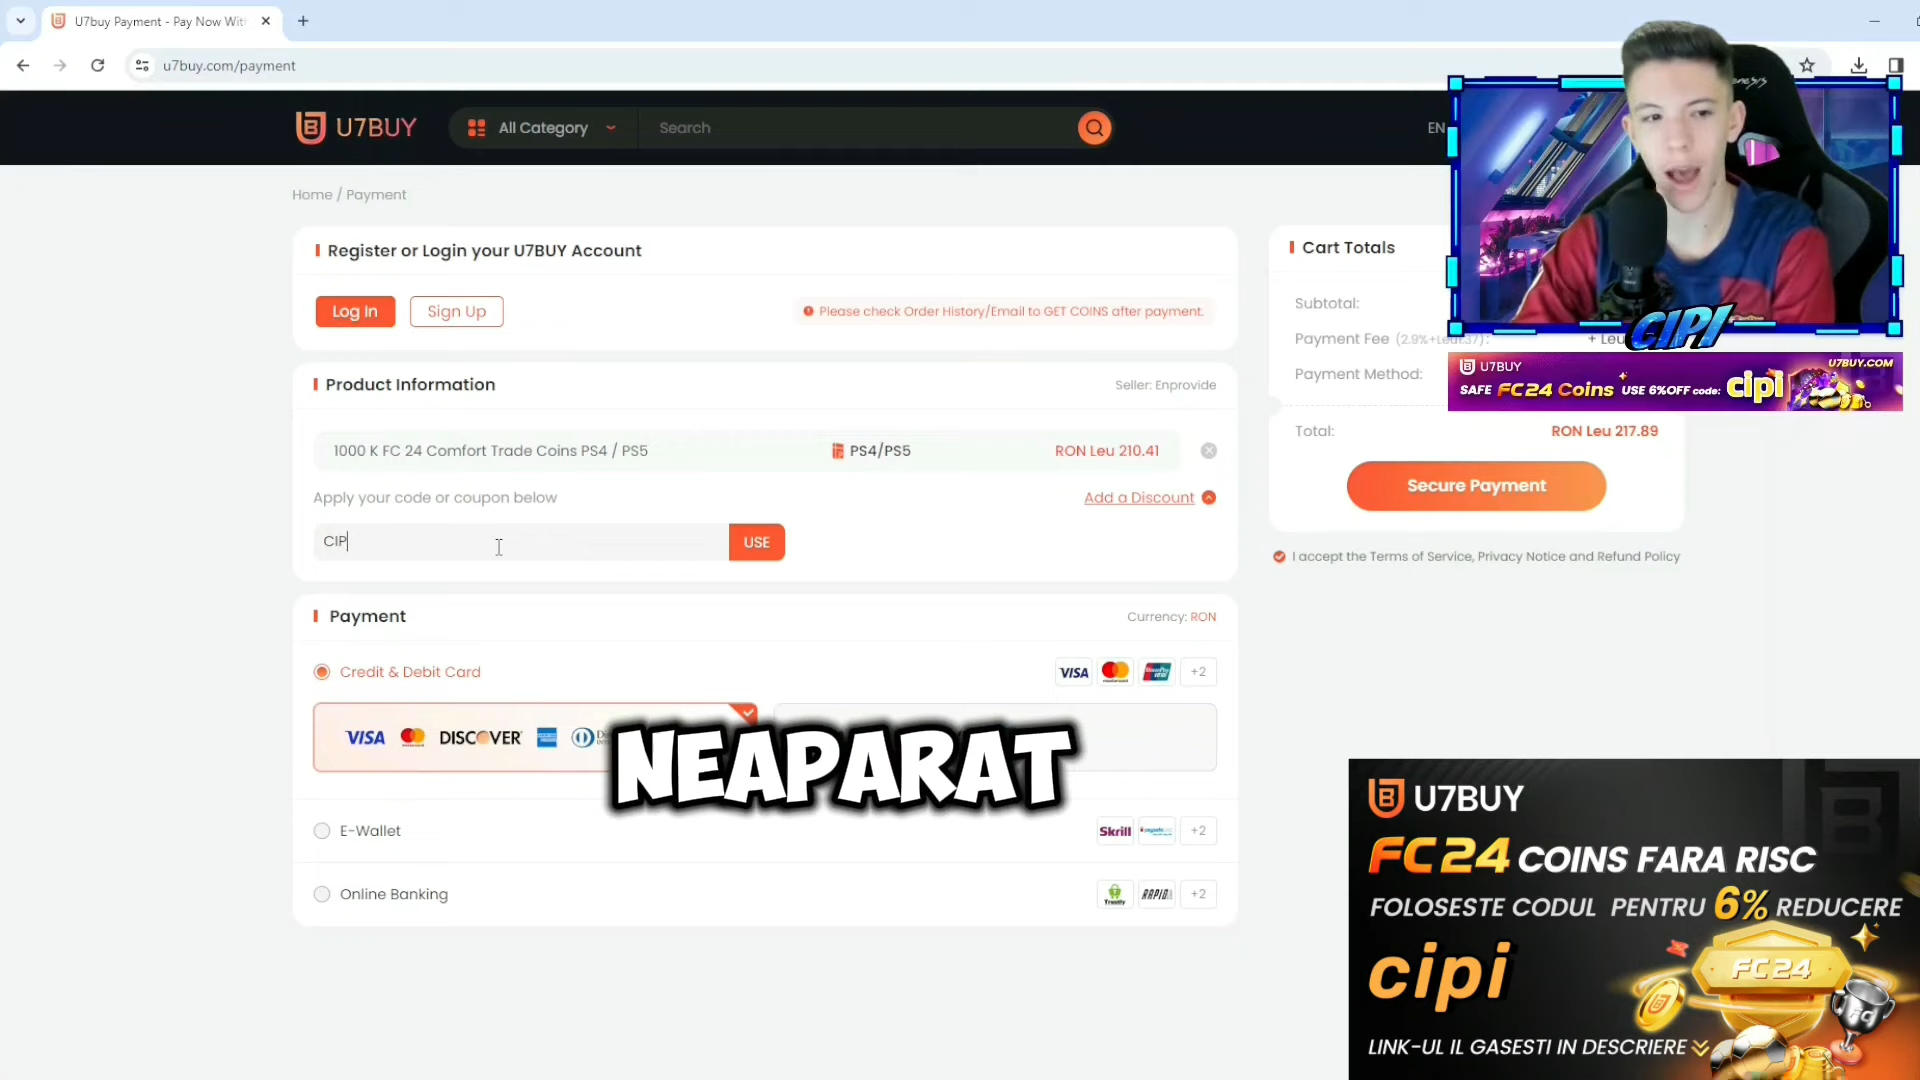 U7buy Payment - Pay Now Wit
u7buy.com/payment
U7BUY
All Category
Search
EN
Home / Payment
Register or Login your U7BUY Account
Log In
Sign Up
Please check Order History/Email to GET COINS after payment.
Product Information
Seller: Enprovide
1000 K FC 24 Comfort Trade Coins PS4 / PS5
PS4/PS5
RON Leu 210.41
Apply your code or coupon below
Add a Discount
CIP
USE
Payment
Currency: RON
Credit & Debit Card
VISA
+2
VISA
DISCOVER
NEAPARAT
E-Wallet
Skrill
+2
Online Banking
Trustly
RAPID
+2
Cart Totals
Subtotal:
Payment Fee (2.9%+Leu1.37):
+ Leu
Payment Method:
Total:
RON Leu 217.89
Secure Payment
I accept the Terms of Service, Privacy Notice and Refund Policy
CIPI
U7BUY
U7BUY.COM
SAFE FC24 Coins USE 6%OFF code: cipi
U7BUY
FC24 COINS FARA RISC
FOLOSESTE CODUL PENTRU 6% REDUCERE
cipi
FC24
LINK-UL IL GASESTI IN DESCRIERE